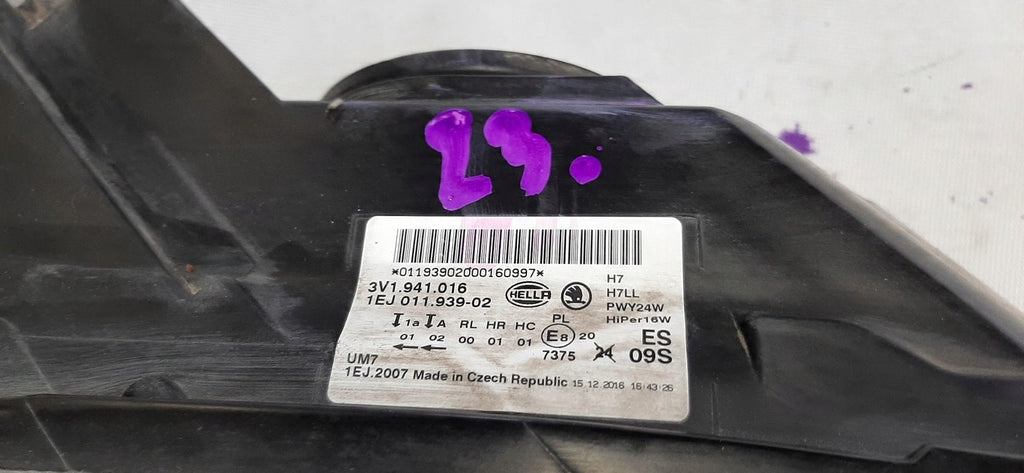 23.
*01193902000160997*
3V1.941.016
1EJ 011.939-02
HELLA
H7
H7LL
PWY24W
HiPer16W
1a A RL HR HC PL
01 02 00 01 01 E8 20 ES
7375 24 09S
UM7
1EJ.2007 Made in Czech Republic 15 12 2016 16:43:26